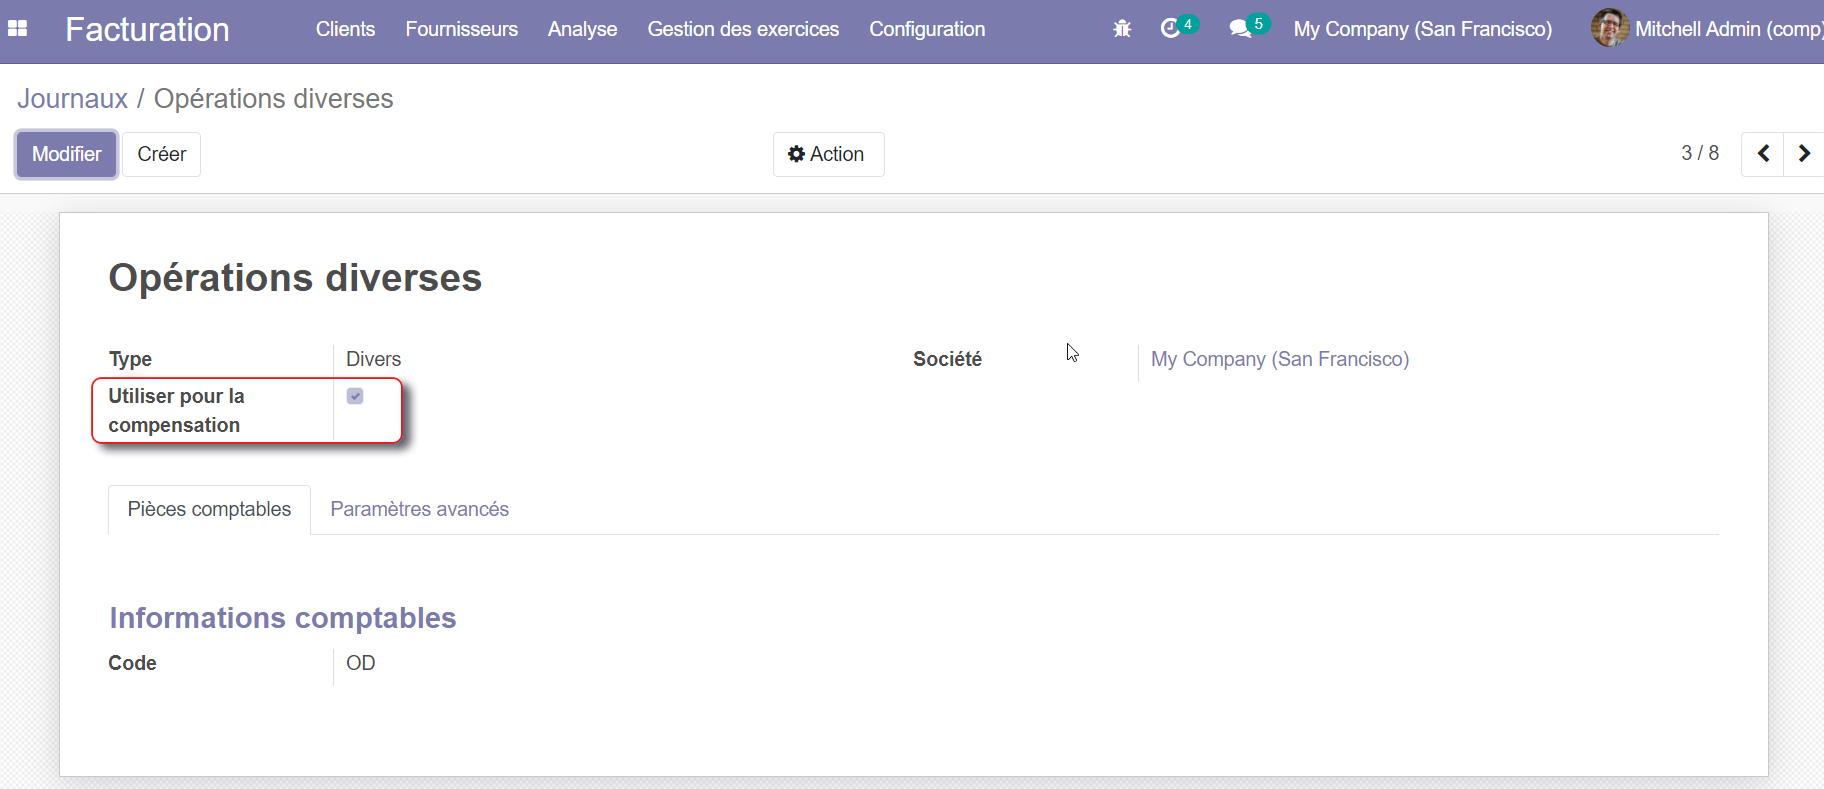 Facturation Clients Fournisseurs Analyse Gestion des exercices Configuration 4 5 My Company (San Francisco) Mitchell Admin (comp)
Journaux / Opérations diverses
Modifier Créer Action 3 / 8
Opérations diverses
Type Divers Société My Company (San Francisco)
Utiliser pour la
compensation
Pièces comptables Paramètres avancés
Informations comptables
Code OD